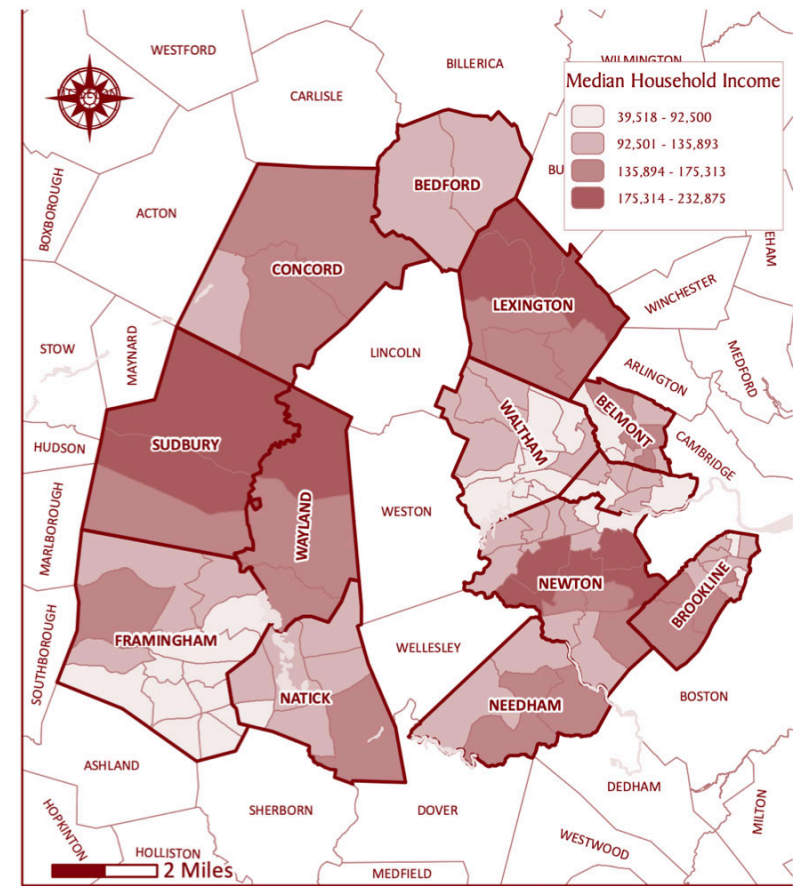 WESTFORD
BILLERICA
WILMINGTON
CARLISLE
Median Household Income
39,518 - 92,500
92,501 - 135,893
135,894 - 175,313
175,314 - 232,875
BU
EHAM
BOXBOROUGH
ACTON
BEDFORD
CONCORD
LEXINGTON
WINCHESTER
STOW
MAYNARD
LINCOLN
ARLINGTON
MEDFORD
HUDSON
SUDBURY
WALTHAM
BELMONT
CAMBRIDGE
MARLBOROUGH
WAYLAND
WESTON
NEWTON
BROOKLINE
SOUTHBOROUGH
FRAMINGHAM
WELLESLEY
NATICK
NEEDHAM
BOSTON
ASHLAND
DEDHAM
HOPKINTON
SHERBORN
DOVER
MILTON
HOLLISTON
WESTWOOD
2 Miles
MEDFIELD